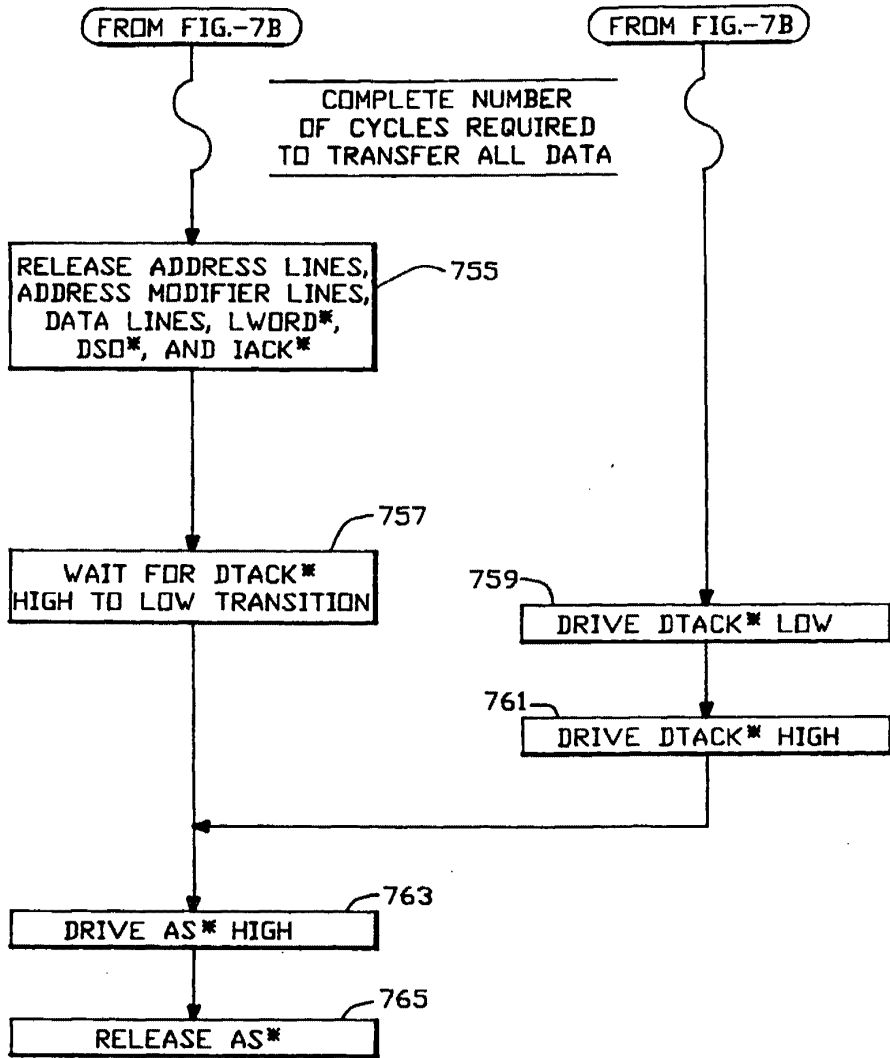 FROM FIG.-7B
FROM FIG.-7B
COMPLETE NUMBER
OF CYCLES REQUIRED
TO TRANSFER ALL DATA
RELEASE ADDRESS LINES,
ADDRESS MODIFIER LINES,
DATA LINES, LWORD*,
DSO*, AND IACK*
755
757
WAIT FOR DTACK*
HIGH TO LOW TRANSITION
759
DRIVE DTACK* LOW
761
DRIVE DTACK* HIGH
763
DRIVE AS* HIGH
765
RELEASE AS*